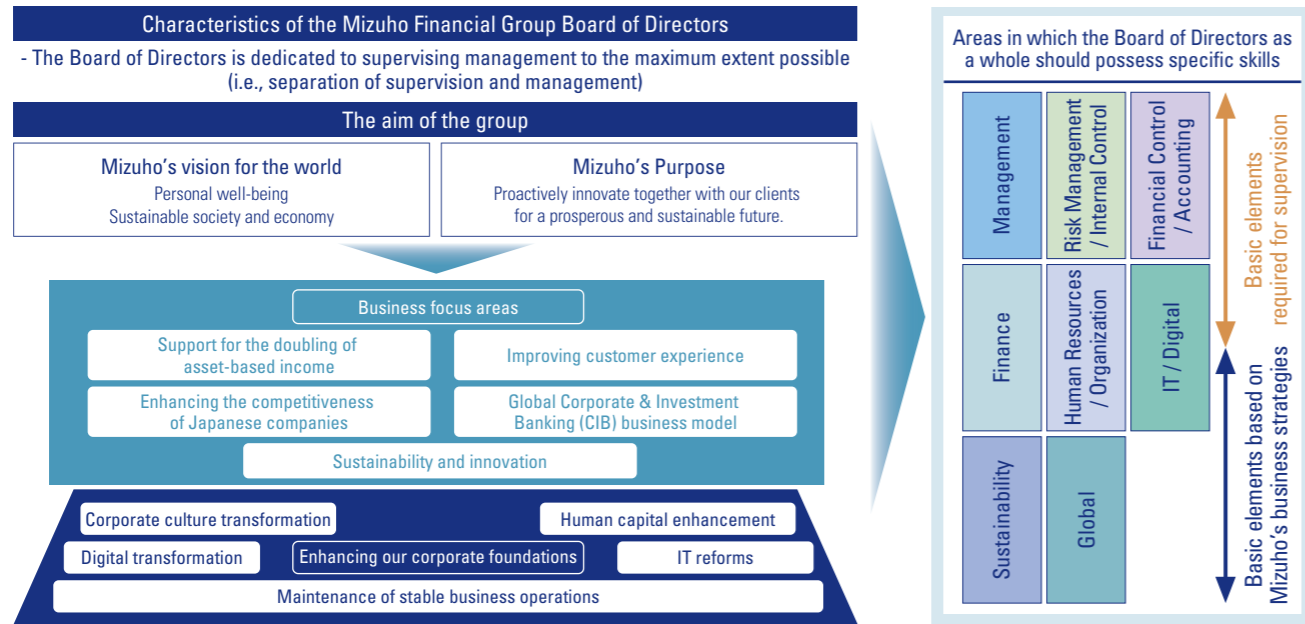 Characteristics of the Mizuho Financial Group Board of Directors
- The Board of Directors is dedicated to supervising management to the maximum extent possible
(i.e., separation of supervision and management)
The aim of the group
Mizuho's vision for the world
Personal well-being
Sustainable society and economy
Mizuho's Purpose
Proactively innovate together with our clients
for a prosperous and sustainable future.
Business focus areas
Support for the doubling of
asset-based income
Improving customer experience
Enhancing the competitiveness
of Japanese companies
Global Corporate & Investment
Banking (CIB) business model
Sustainability and innovation
Corporate culture transformation
Human capital enhancement
Digital transformation
Enhancing our corporate foundations
IT reforms
Maintenance of stable business operations
Areas in which the Board of Directors as
a whole should possess specific skills
Management
Risk Management
/ Internal Control
Financial Control
/ Accounting
Finance
Human Resources
/ Organization
IT / Digital
Sustainability
Global
Basic elements
required for supervision
Basic elements based on
Mizuho's business strategies